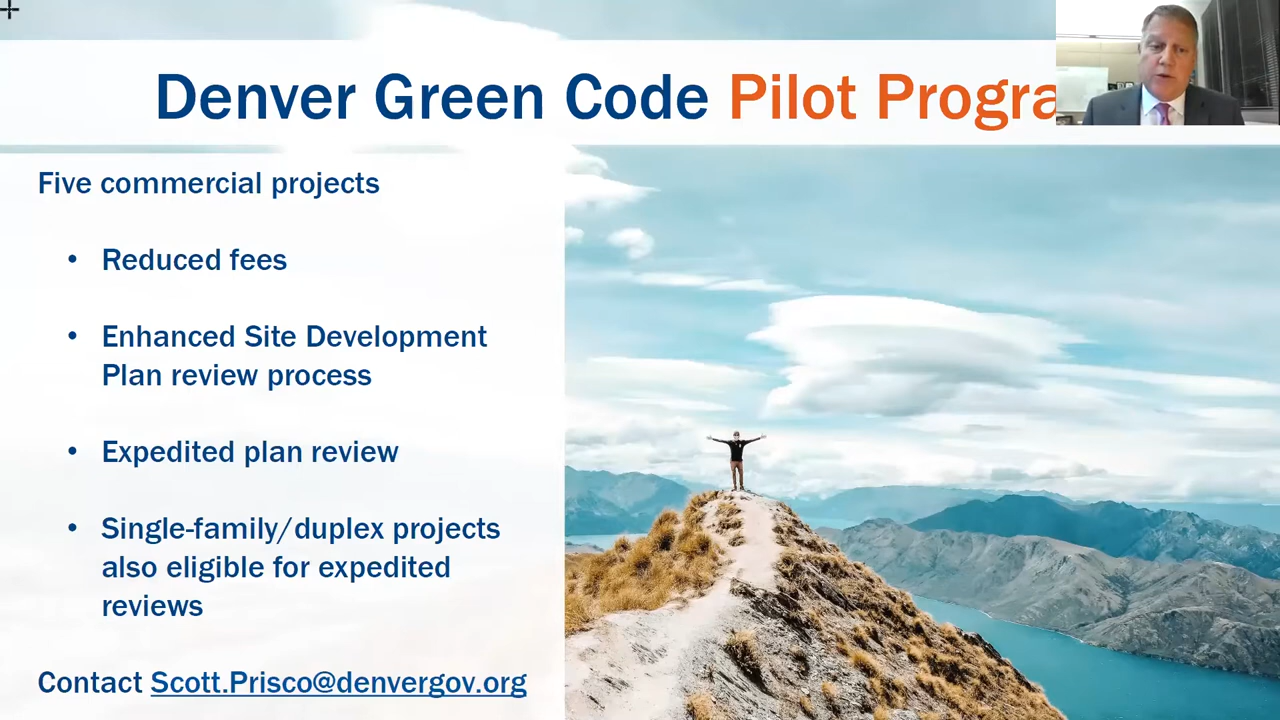 Denver Green Code Pilot Progra
Five commercial projects
• Reduced fees
• Enhanced Site Development
Plan review process
• Expedited plan review
• Single-family/duplex projects
also eligible for expedited
reviews
Contact Scott.Prisco@denvergov.org